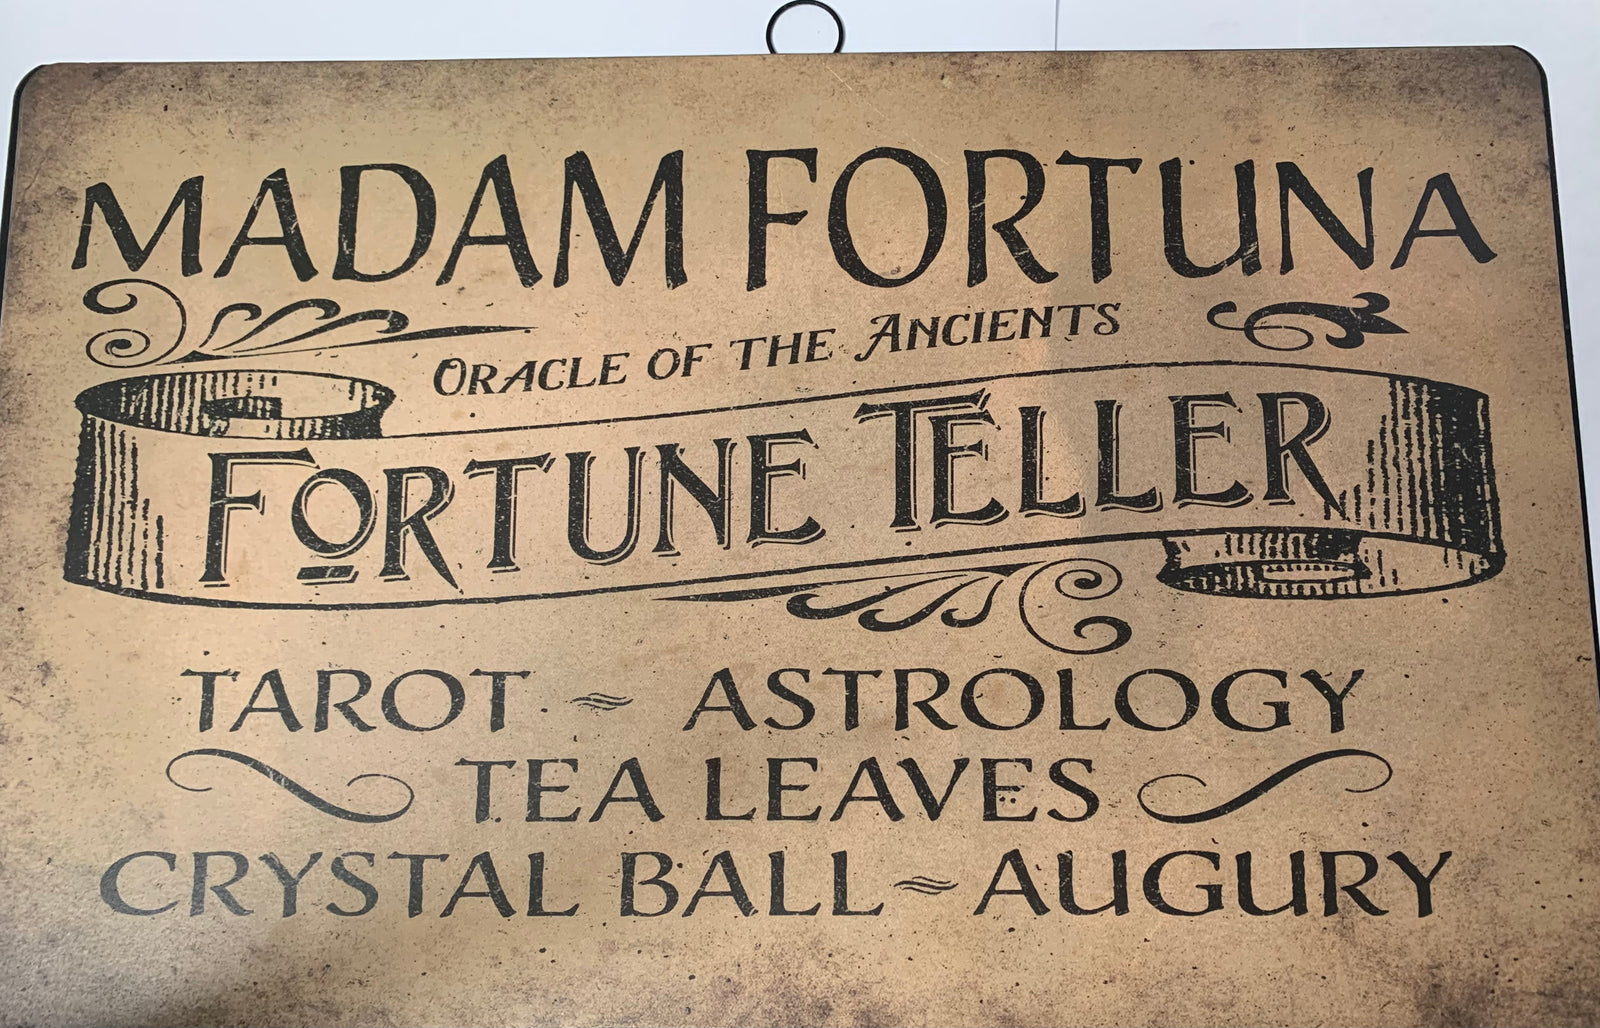 MADAM FORTUNA
ORACLE OF THE ANCIENTS
FORTUNE TELLER
TAROT ~ ASTROLOGY
TEA LEAVES
CRYSTAL BALL ~ AUGURY